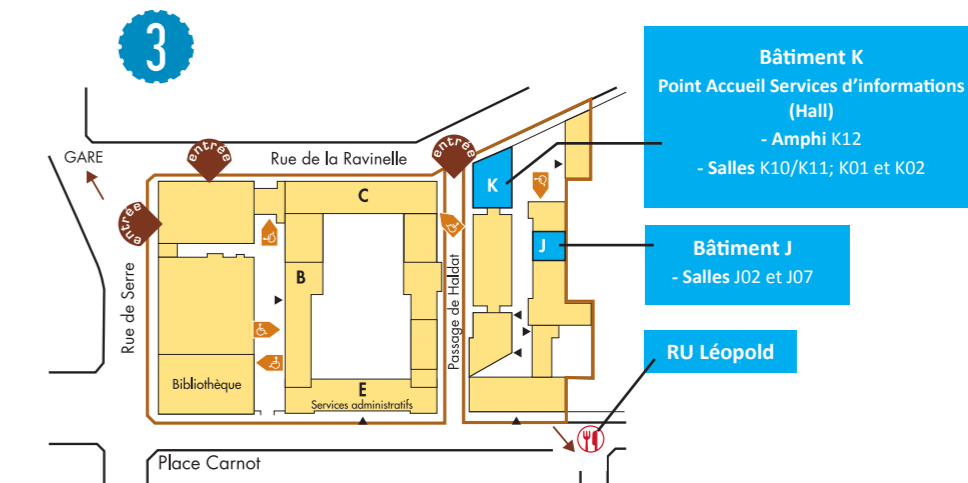 3
Bâtiment K
Point Accueil Services d'informations
(Hall)
- Amphi K12
- Salles K10/K11; K01 et K02
GARE
entrée
Rue de la Ravinelle
entrée
entrée
C
K
B
J
Bâtiment J
- Salles J02 et J07
Rue de Serre
Passage de Haldat
RU Léopold
Bibliothèque
E
Services administratifs
Place Carnot